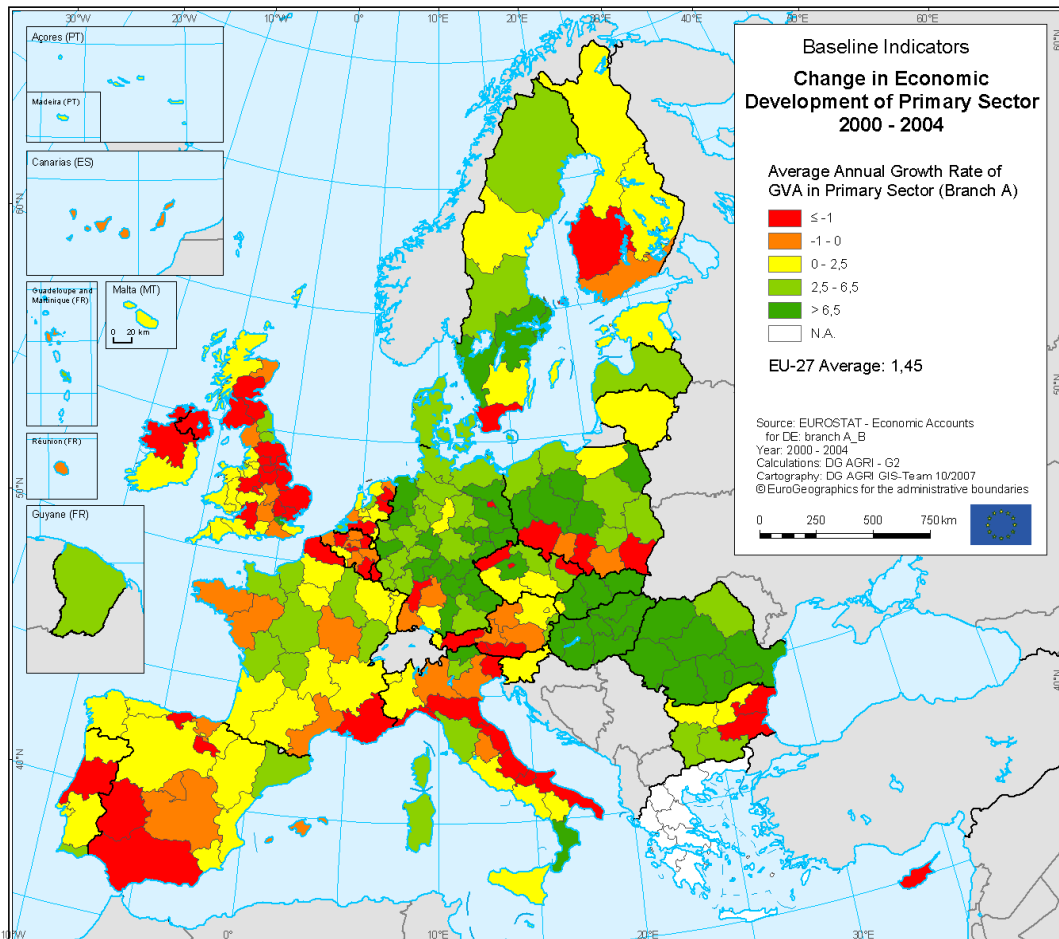 30°W
20°W
10°W
0°
10°E
20°E
30°E
40°E
60°E
60°N
Açores (PT)
Madeira (PT)
Canarias (ES)
Guadeloupe and
Martinique (FR)
Malta (MT)
0 20 km
Réunion (FR)
Guyane (FR)
Baseline Indicators
Change in Economic
Development of Primary Sector
2000 - 2004
Average Annual Growth Rate of
GVA in Primary Sector (Branch A)
≤ -1
-1 - 0
0 - 2,5
2,5 - 6,5
> 6,5
N.A.
EU-27 Average: 1,45
Source: EUROSTAT - Economic Accounts
for DE: branch A_B
Year: 2000 - 2004
Calculations: DG AGRI - G2
Cartography: DG AGRI GIS-Team 10/2007
© EuroGeographics for the administrative boundaries
0 250 500 750 km
60°N
50°N
50°N
40°N
40°N
10°W
0°
10°E
20°E
30°E